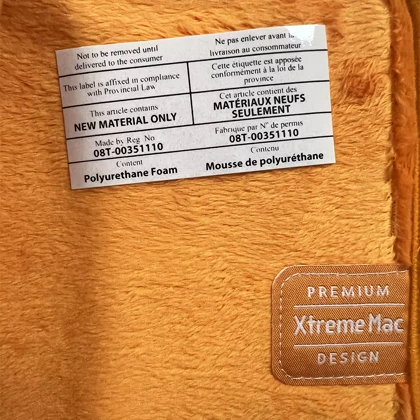 Not to be removed until
delivered to the consumer
Ne pas enlever avant la
livraison au consommateur
This label is affixed in compliance
with Provincial Law
Cette étiquette est apposée
conformément à la loi de la
province
This article contains
NEW MATERIAL ONLY
Cet article contient des
MATÉRIAUX NEUFS
SEULEMENT
Made by Reg No
08T-00351110
Fabrique par N° de permis
08T-00351110
Content
Polyurethane Foam
Contenu
Mousse de polyuréthane
PREMIUM
XtremeMac
DESIGN